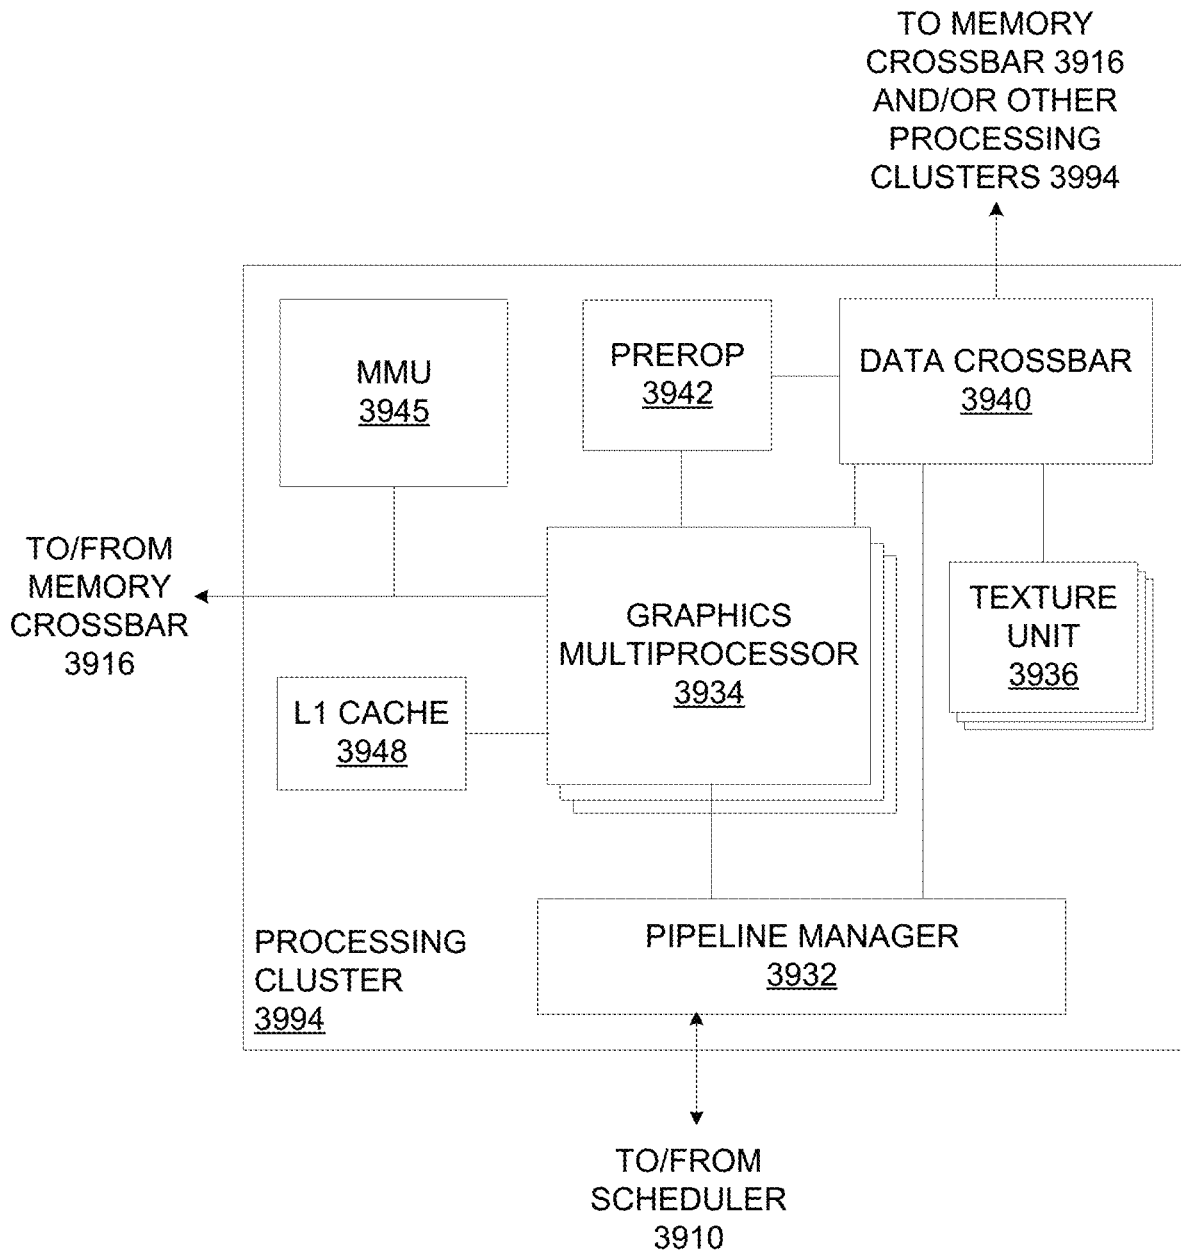 TO MEMORY
CROSSBAR 3916
AND/OR OTHER
PROCESSING
CLUSTERS 3994
MMU
3945
PREROP
3942
DATA CROSSBAR
3940
TO/FROM
MEMORY
CROSSBAR
3916
GRAPHICS
MULTIPROCESSOR
3934
TEXTURE
UNIT
3936
L1 CACHE
3948
PROCESSING
CLUSTER
3994
PIPELINE MANAGER
3932
TO/FROM
SCHEDULER
3910